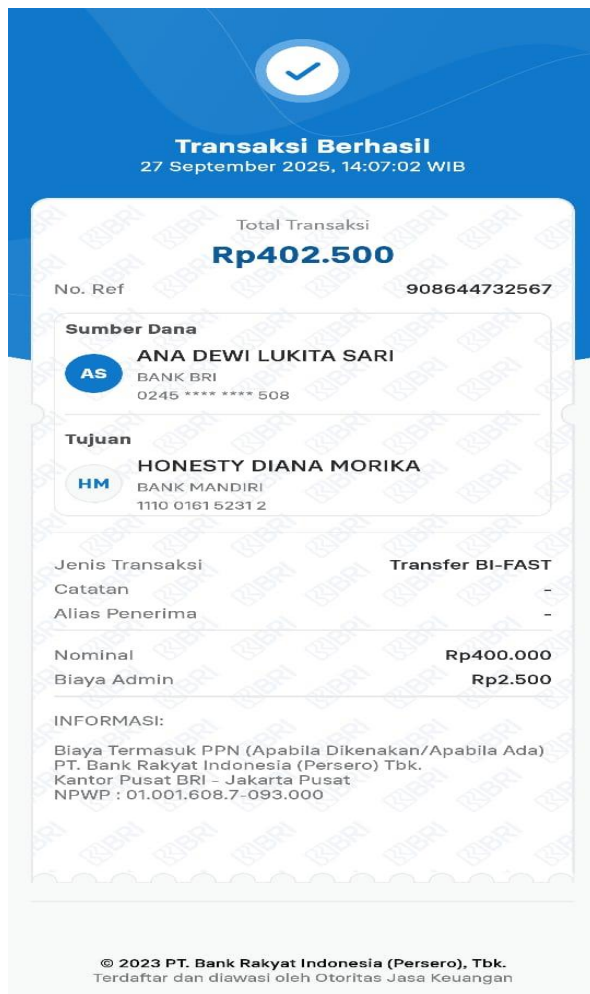 Transaksi Berhasil
27 September 2025, 14:07:02 WIB
Total Transaksi
Rp402.500
No. Ref 908644732567
Sumber Dana
AS
ANA DEWI LUKITA SARI
BANK BRI
0245 **** **** 508
Tujuan
HM
HONESTY DIANA MORIKA
BANK MANDIRI
1110 0161 5231 2
Jenis Transaksi Transfer BI-FAST
Catatan -
Alias Penerima -
Nominal Rp400.000
Biaya Admin Rp2.500
INFORMASI:
Biaya Termasuk PPN (Apabila Dikenakan/Apabila Ada)
PT. Bank Rakyat Indonesia (Persero) Tbk.
Kantor Pusat BRI - Jakarta Pusat
NPWP : 01.001.608.7-093.000
© 2023 PT. Bank Rakyat Indonesia (Persero), Tbk.
Terdaftar dan diawasi oleh Otoritas Jasa Keuangan